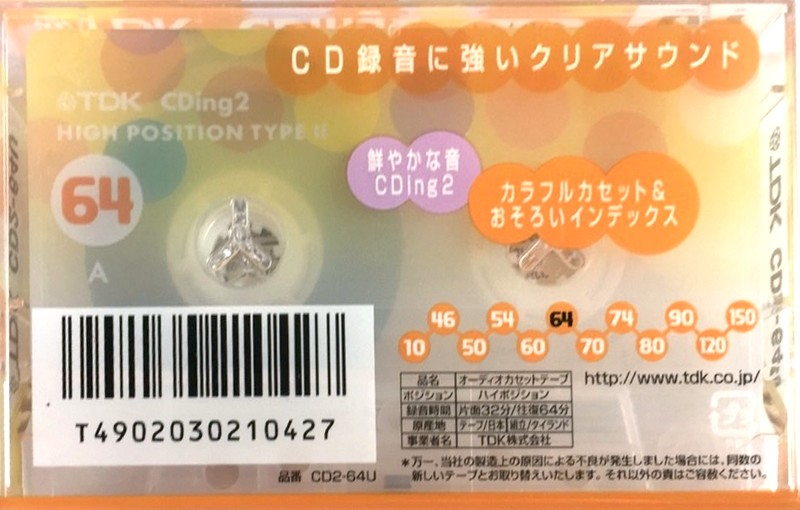 CD録音に強いクリアサウンド
TDK CDing2
HIGH POSITION TYPE II
64
A
鮮やかな音
CDing2
カラフルカセット&
おそろいインデックス
10 46 50 54 60 64 70 74 80 90 120 150
品名 オーディオカセットテープ
ポジション ハイポジション
録音時間 片面32分/往復64分
原産地 テープ/日本 組立/タイランド
事業者名 TDK株式会社
http://www.tdk.co.jp/
T4902030210427
品番 CD2-64U
*万一、当社の製造上の原因による不良が発生しました場合には、同数の
新しいテープとお取り替えいたします。それ以外の責はご容赦ください。
TDK CD2-64U